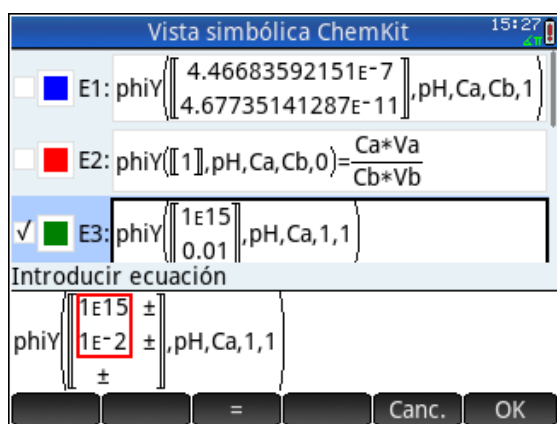 Vista simbólica ChemKit 15:27
∡π
E1: phiY([[4.46683592151E-7
4.67735141287E-11]],pH,Ca,Cb,1)
E2: phiY([[1]],pH,Ca,Cb,0)=Ca*Va
Cb*Vb
√ E3: phiY([[1E15
0.01]],pH,Ca,1,1)
Introducir ecuación
phiY([[1E15 ±
1E-2 ±
±]],pH,Ca,1,1)
= Canc. OK